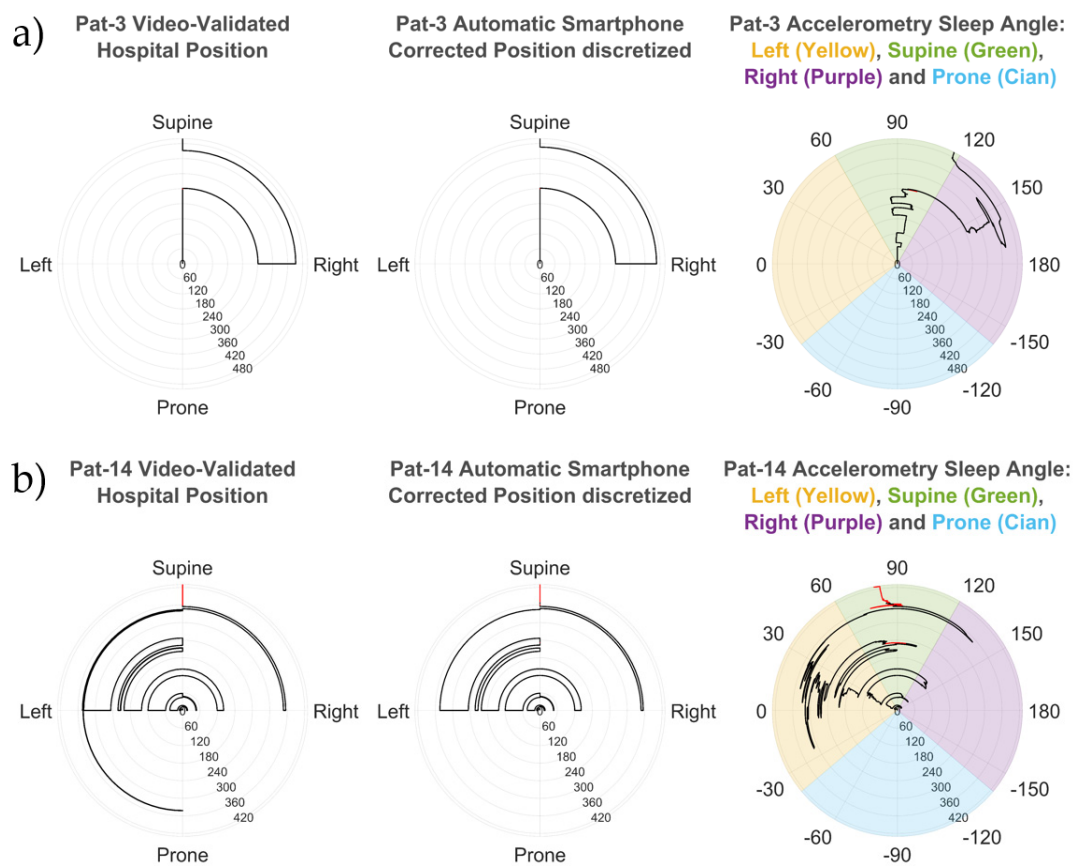 a)
Pat-3 Video-Validated
Hospital Position
Supine
Left
Right
Prone
0
60
120
180
240
300
360
420
480
Pat-3 Automatic Smartphone
Corrected Position discretized
Supine
Left
Right
Prone
0
60
120
180
240
300
360
420
480
Pat-3 Accelerometry Sleep Angle:
Left (Yellow), Supine (Green),
Right (Purple) and Prone (Cian)
90
60
120
30
150
0
180
-30
-150
-60
-120
-90
0
60
120
180
240
300
360
420
480
b)
Pat-14 Video-Validated
Hospital Position
Supine
Left
Right
Prone
0
60
120
180
240
300
360
420
Pat-14 Automatic Smartphone
Corrected Position discretized
Supine
Left
Right
Prone
0
60
120
180
240
300
360
420
Pat-14 Accelerometry Sleep Angle:
Left (Yellow), Supine (Green),
Right (Purple) and Prone (Cian)
90
60
120
30
150
0
180
-30
-150
-60
-120
-90
0
60
120
180
240
300
360
420